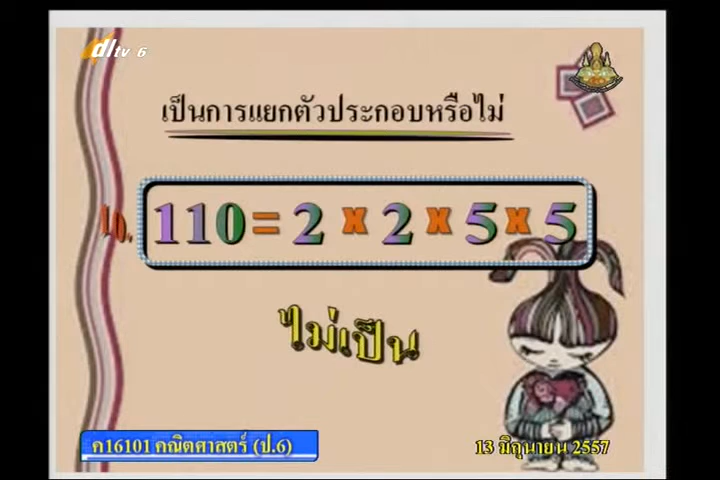 dltv 6
เป็นการแยกตัวประกอบหรือไม่
10. 110 = 2 x 2 x 5 x 5
ไม่เป็น
ค16101 คณิตศาสตร์ (ป.6)
13 มิถุนายน 2557